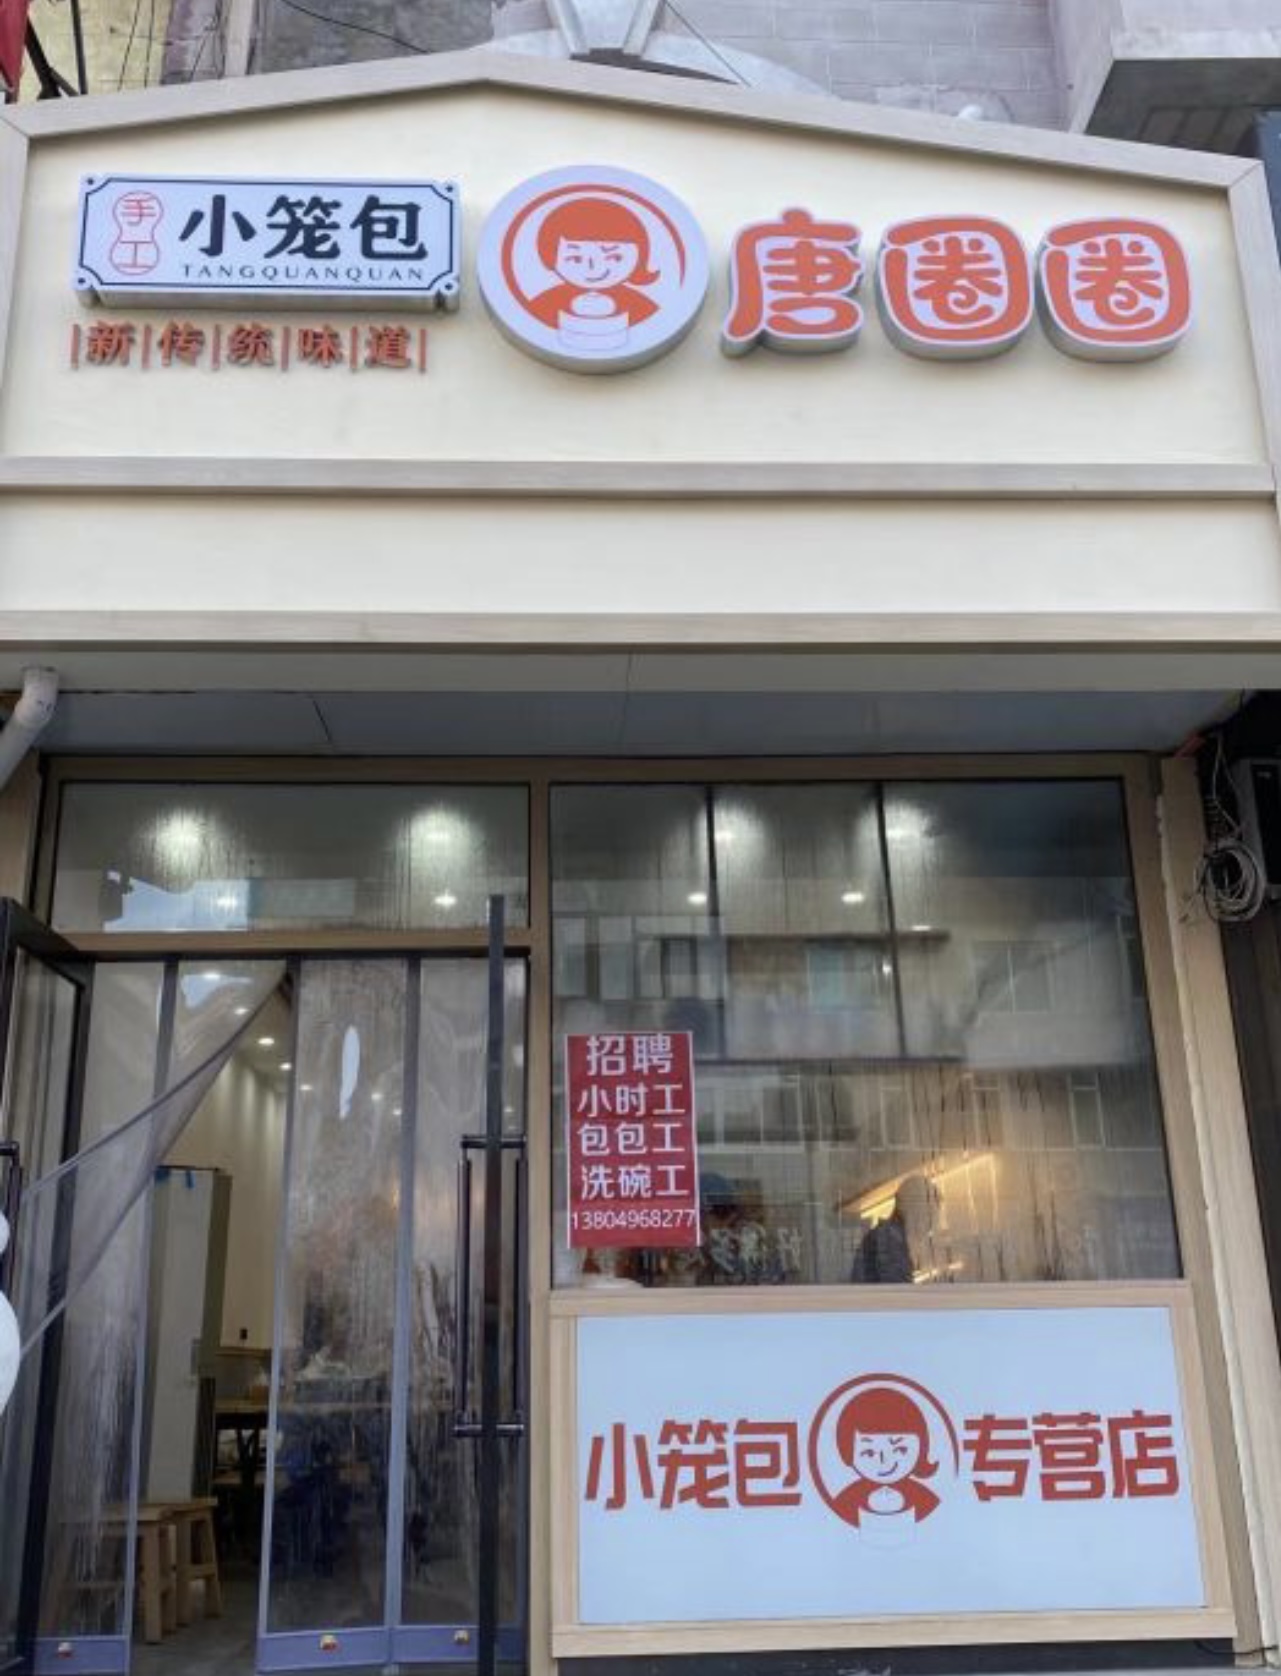 手工
小笼包
TANGQUANQUAN
|新|传|统|味|道|
唐圈圈
招聘
小时工
包包工
洗碗工
13804968277
小笼包 专营店